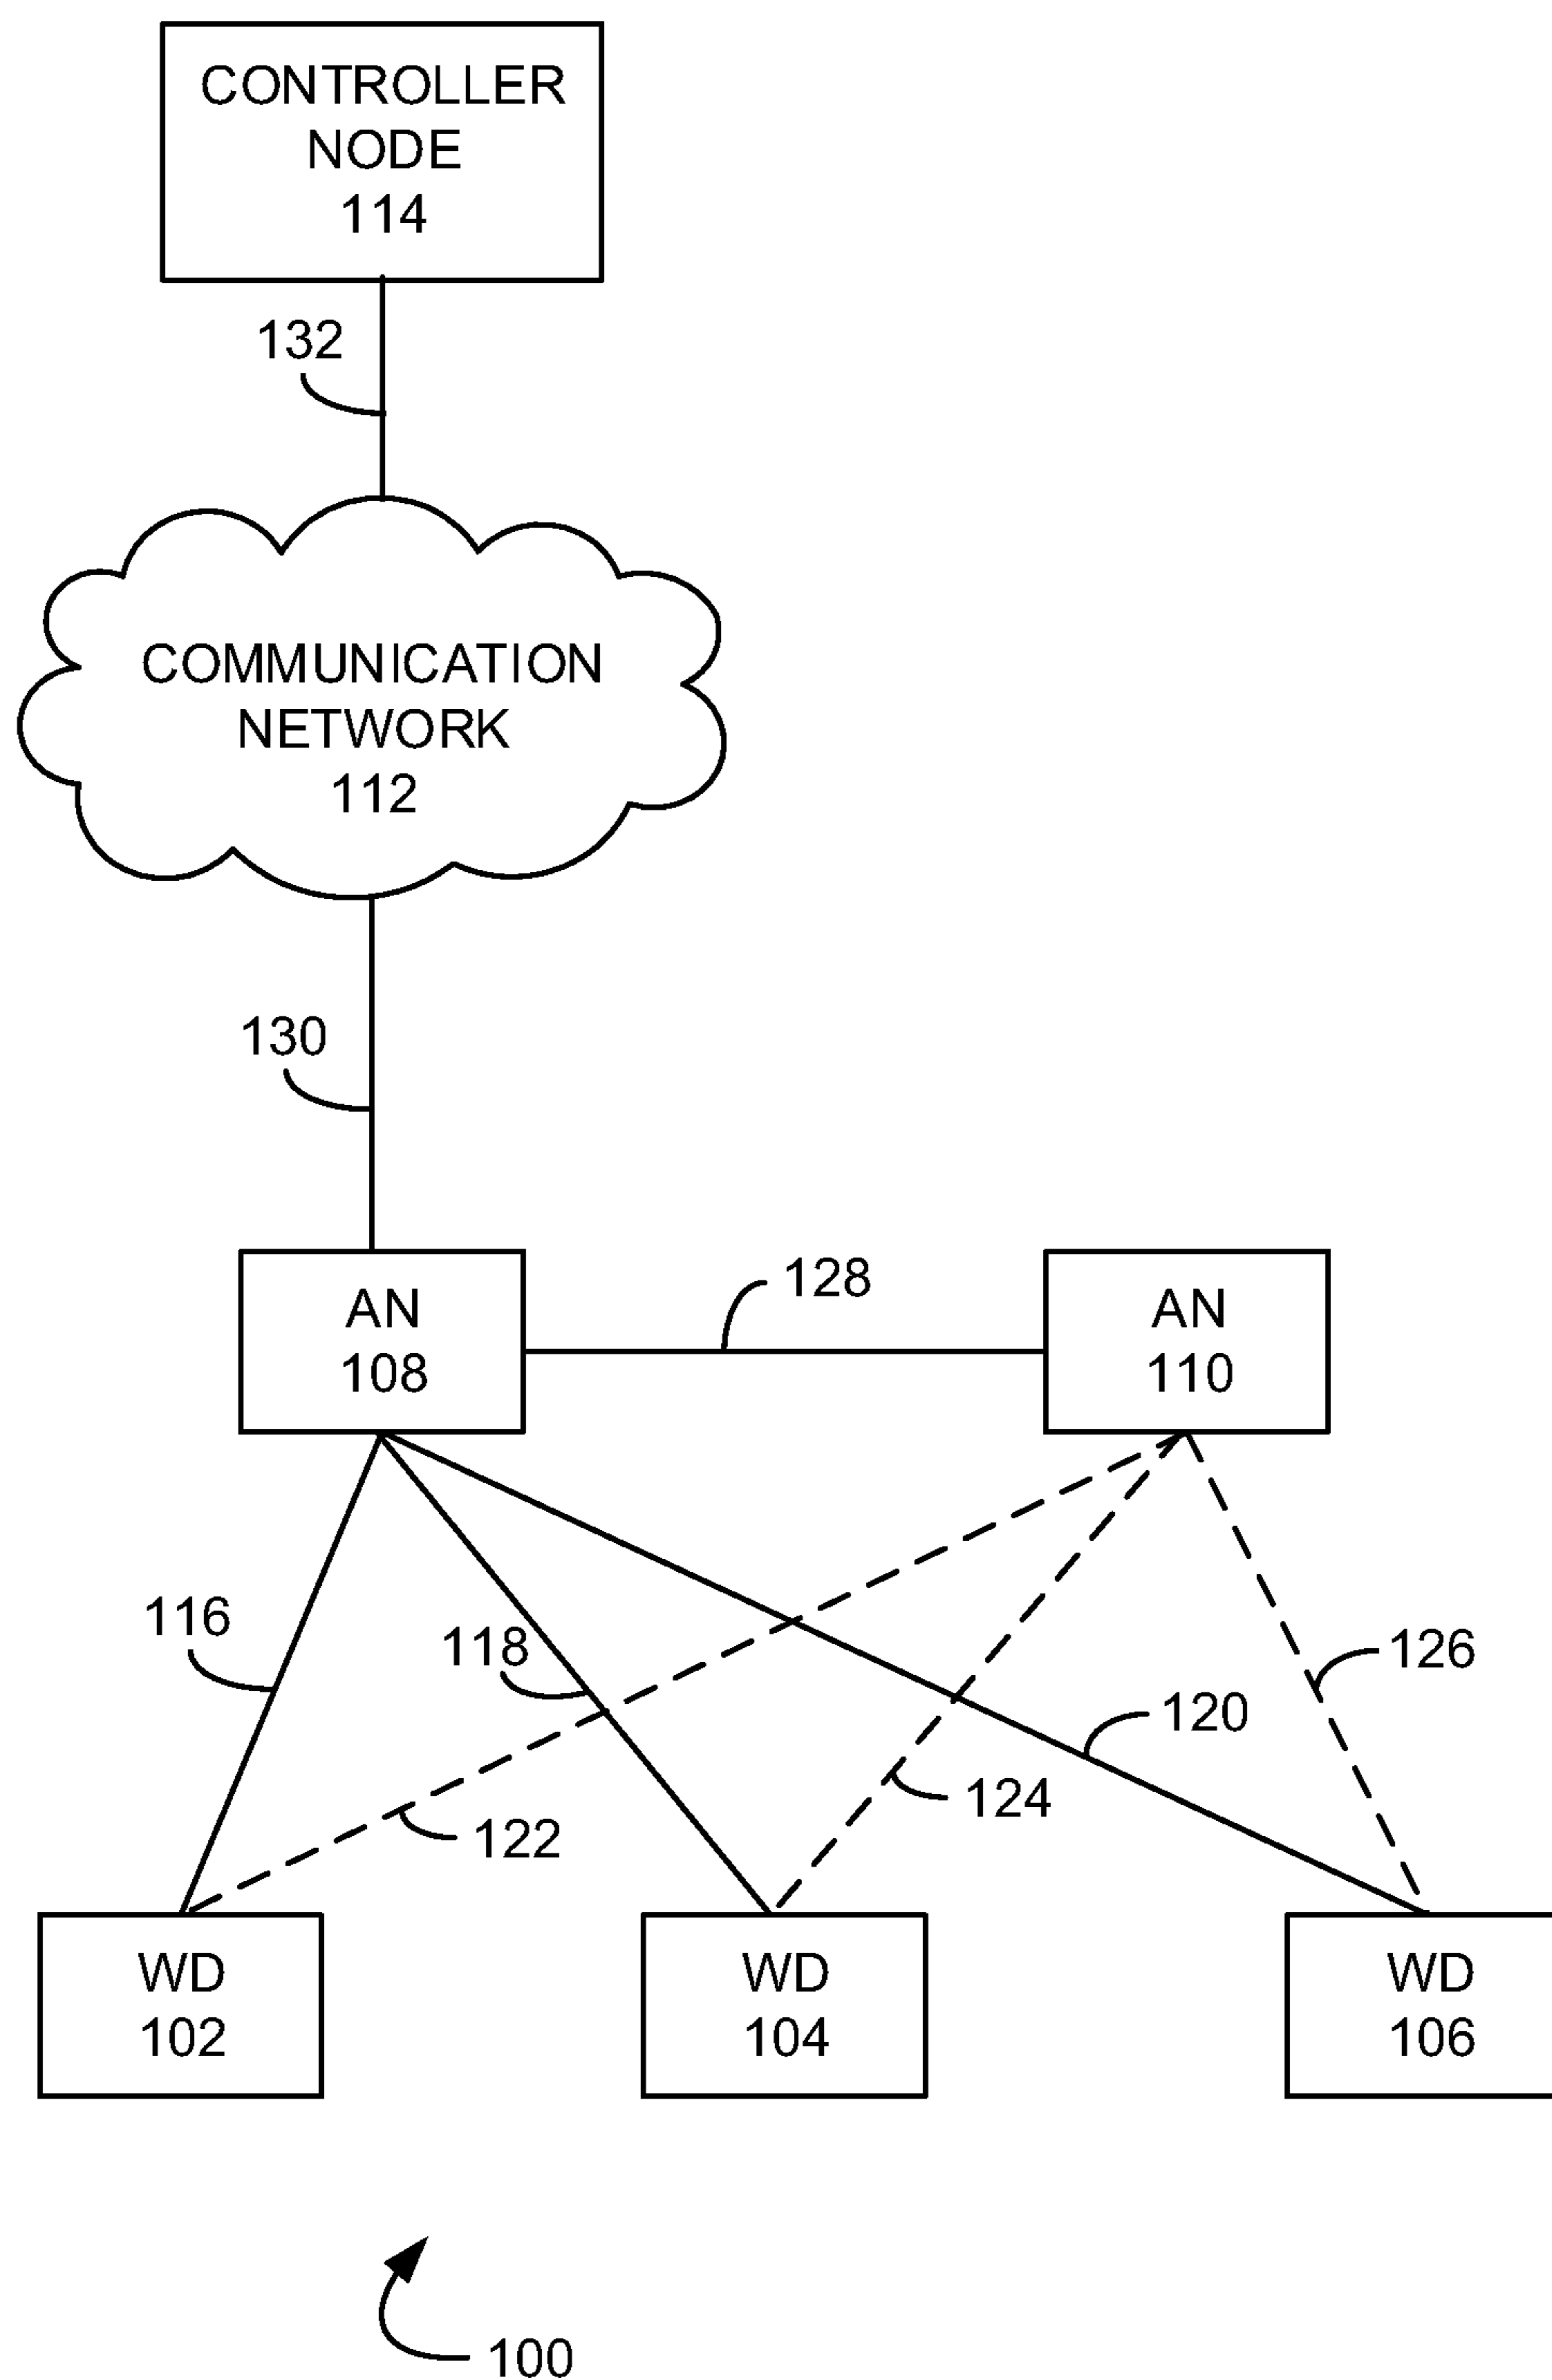 CONTROLLER
NODE
114
132
COMMUNICATION
NETWORK
112
130
AN
108
128
AN
110
116
118
126
120
124
122
WD
102
WD
104
WD
106
100